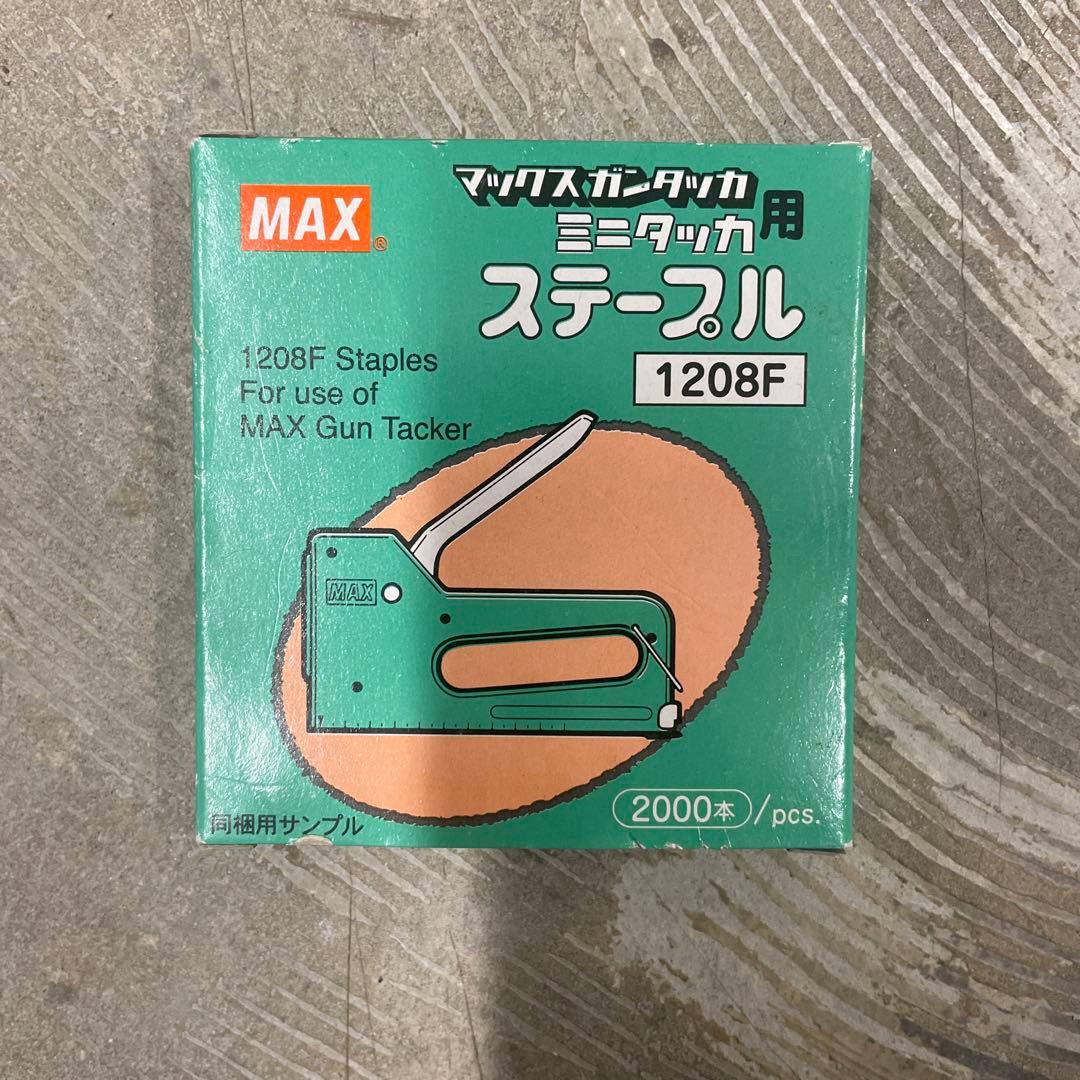 MAX®
マックス ガンタッカ
ミニタッカ用
ステープル
1208F
1208F Staples
For use of
MAX Gun Tacker
MAX
2000本/pcs.
同梱用サンプル